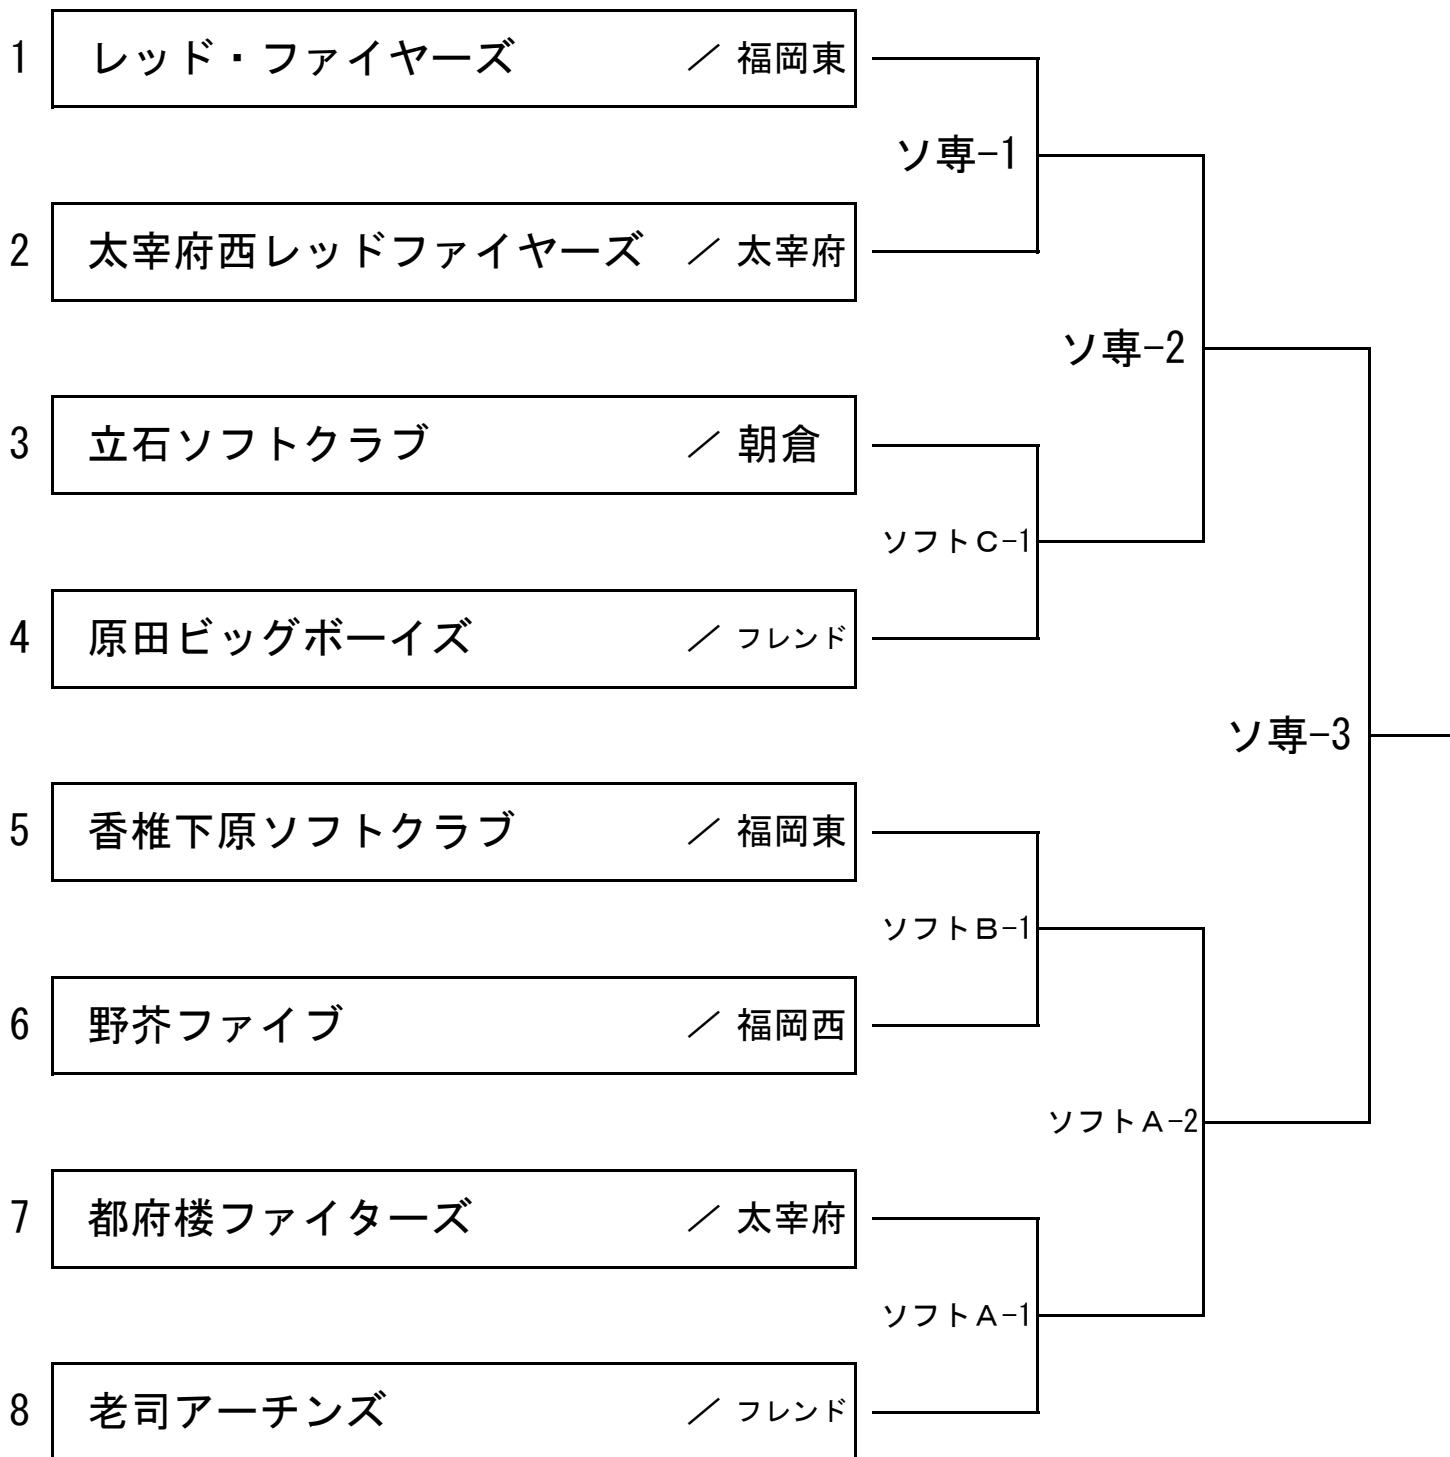 1 レッド・ファイヤーズ ／ 福岡東
ソ専-1
2 太宰府西レッドファイヤーズ ／ 太宰府
ソ専-2
3 立石ソフトクラブ ／ 朝倉
ソフトC-1
4 原田ビッグボーイズ ／ フレンド
ソ専-3
5 香椎下原ソフトクラブ ／ 福岡東
ソフトB-1
6 野芥ファイブ ／ 福岡西
ソフトA-2
7 都府楼ファイターズ ／ 太宰府
ソフトA-1
8 老司アーチンズ ／ フレンド